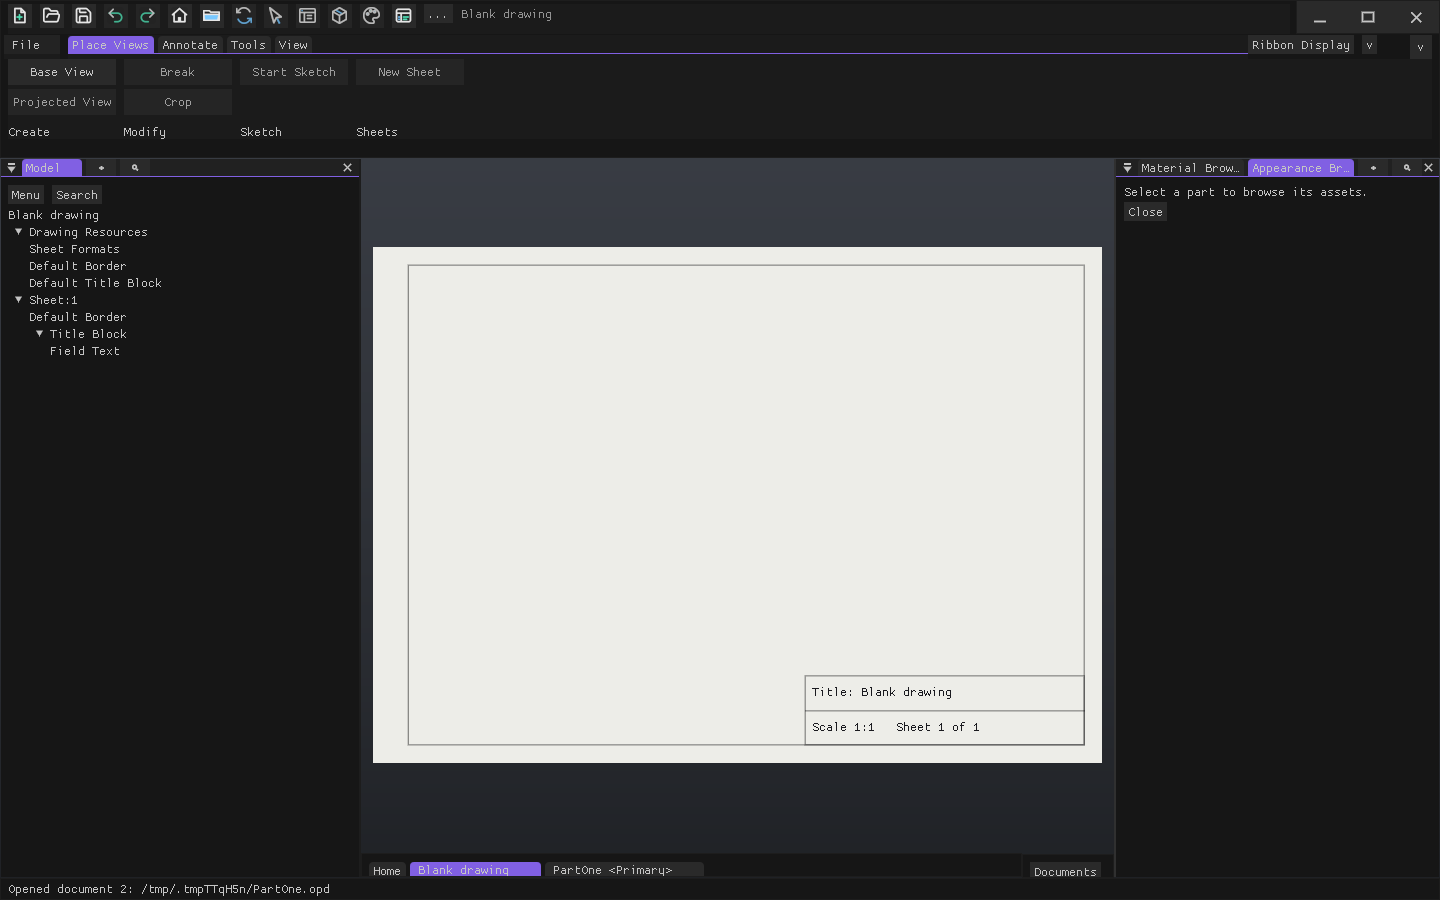 ... Blank drawing
File Place Views Annotate Tools View Ribbon Display v v
Base View Break Start Sketch New Sheet
Projected View Crop
Create Modify Sketch Sheets
Model
Menu Search
Blank drawing
Drawing Resources
Sheet Formats
Default Border
Default Title Block
Sheet:1
Default Border
Title Block
Field Text
Title: Blank drawing
Scale 1:1 Sheet 1 of 1
Material Brow… Appearance Br…
Select a part to browse its assets.
Close
Home Blank drawing PartOne <Primary> Documents
Opened document 2: /tmp/.tmpTTqH5n/PartOne.opd